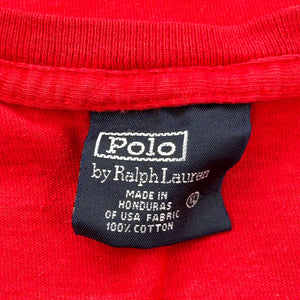 Polo
by Ralph Lauren
MADE IN
HONDURAS
OF USA FABRIC
100% COTTON